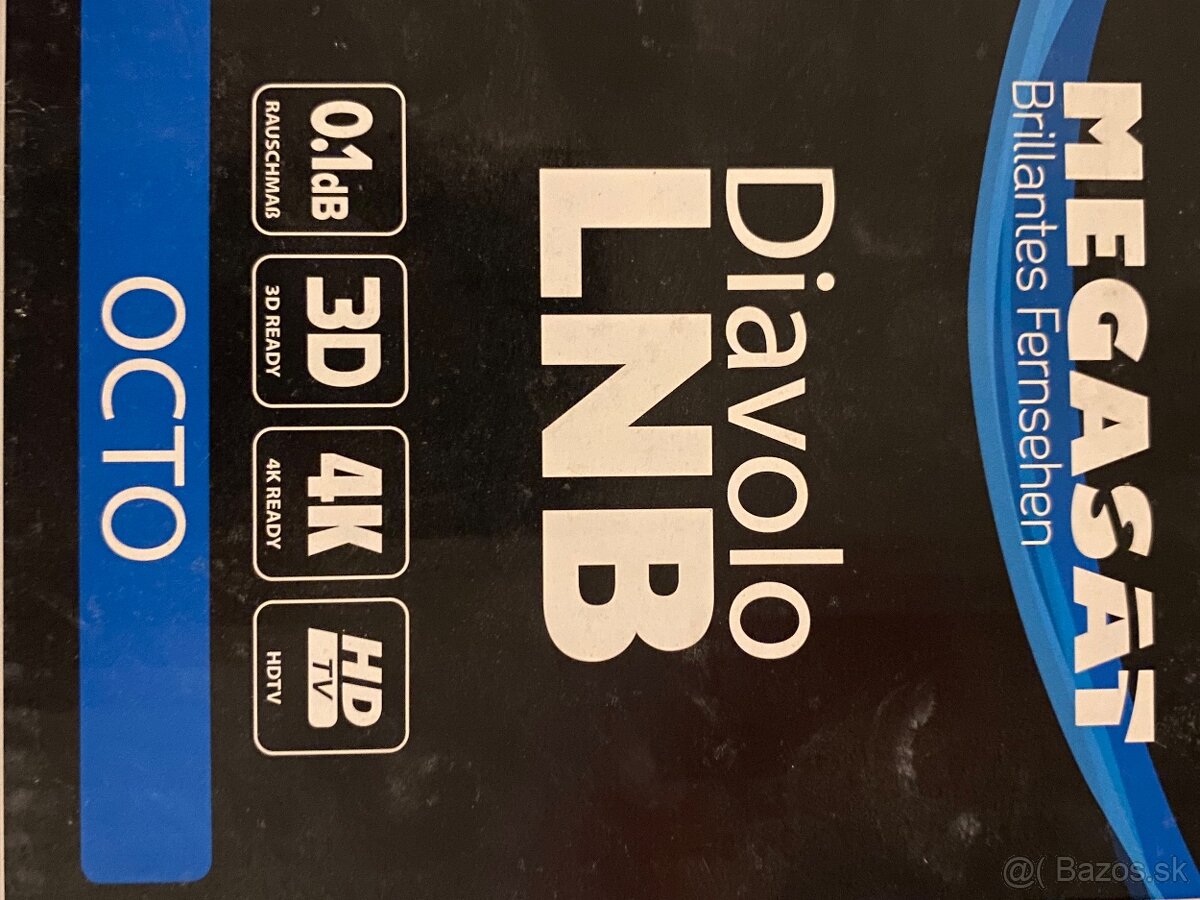 MEGASAT
Brillantes Fernsehen
Diavolo
LNB
0.1dB
RAUSCHMAß
3D
3D READY
4K
4K READY
HD
TV
HDTV
OCTO
@( Bazos.sk